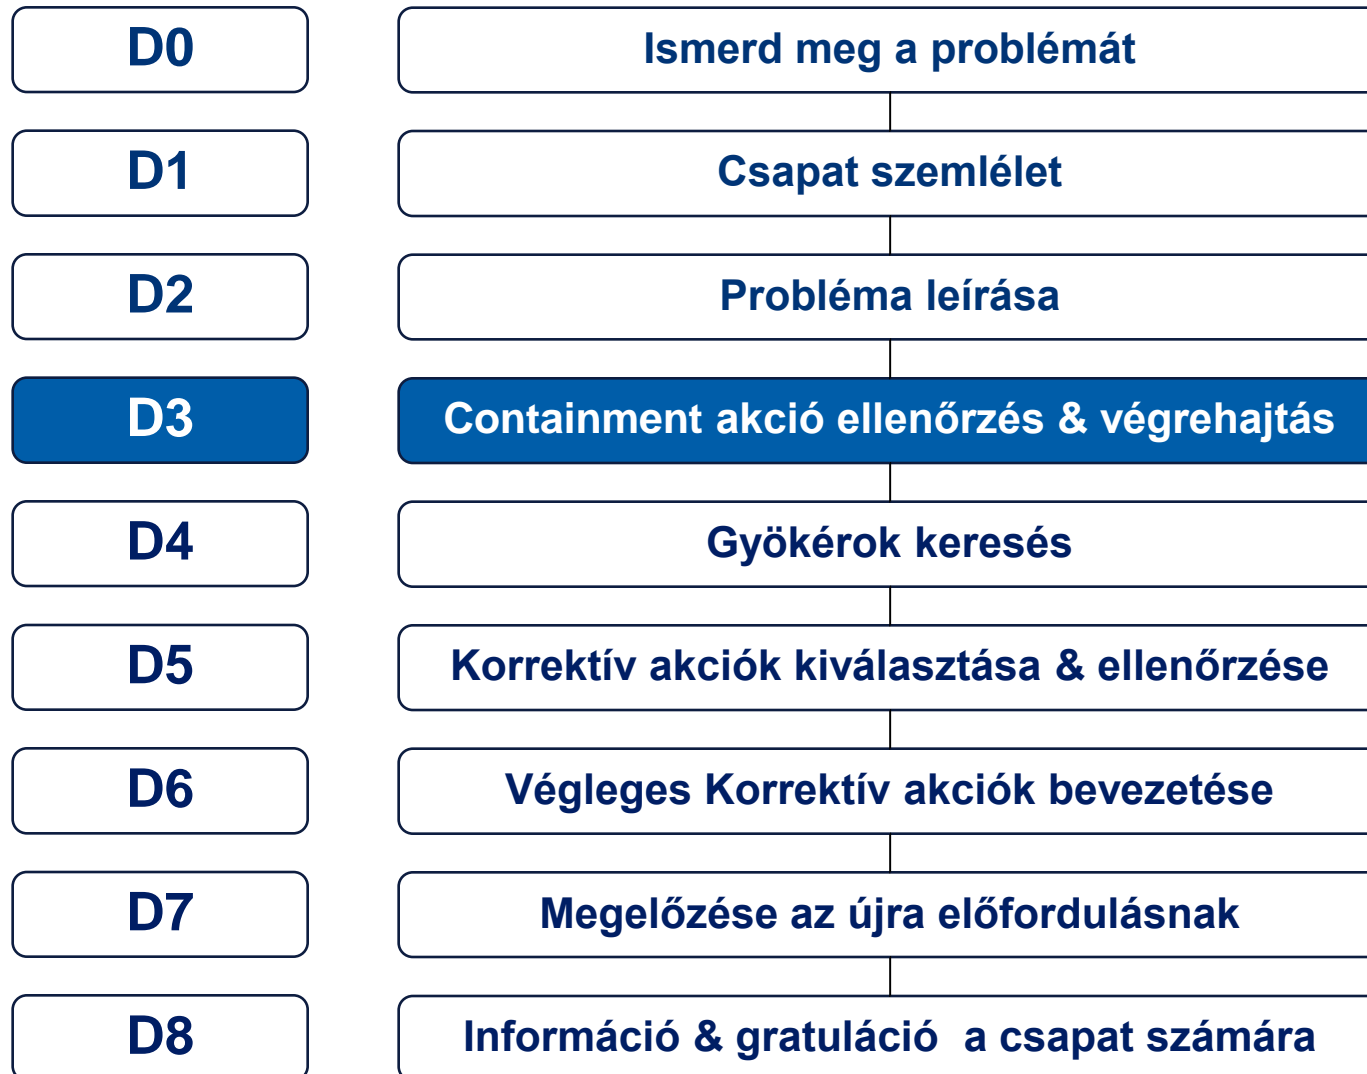 D0 Ismerd meg a problémát
D1 Csapat szemlélet
D2 Probléma leírása
D3 Containment akció ellenőrzés & végrehajtás
D4 Gyökérok keresés
D5 Korrektív akciók kiválasztása & ellenőrzése
D6 Végleges Korrektív akciók bevezetése
D7 Megelőzése az újra előfordulásnak
D8 Információ & gratuláció  a csapat számára